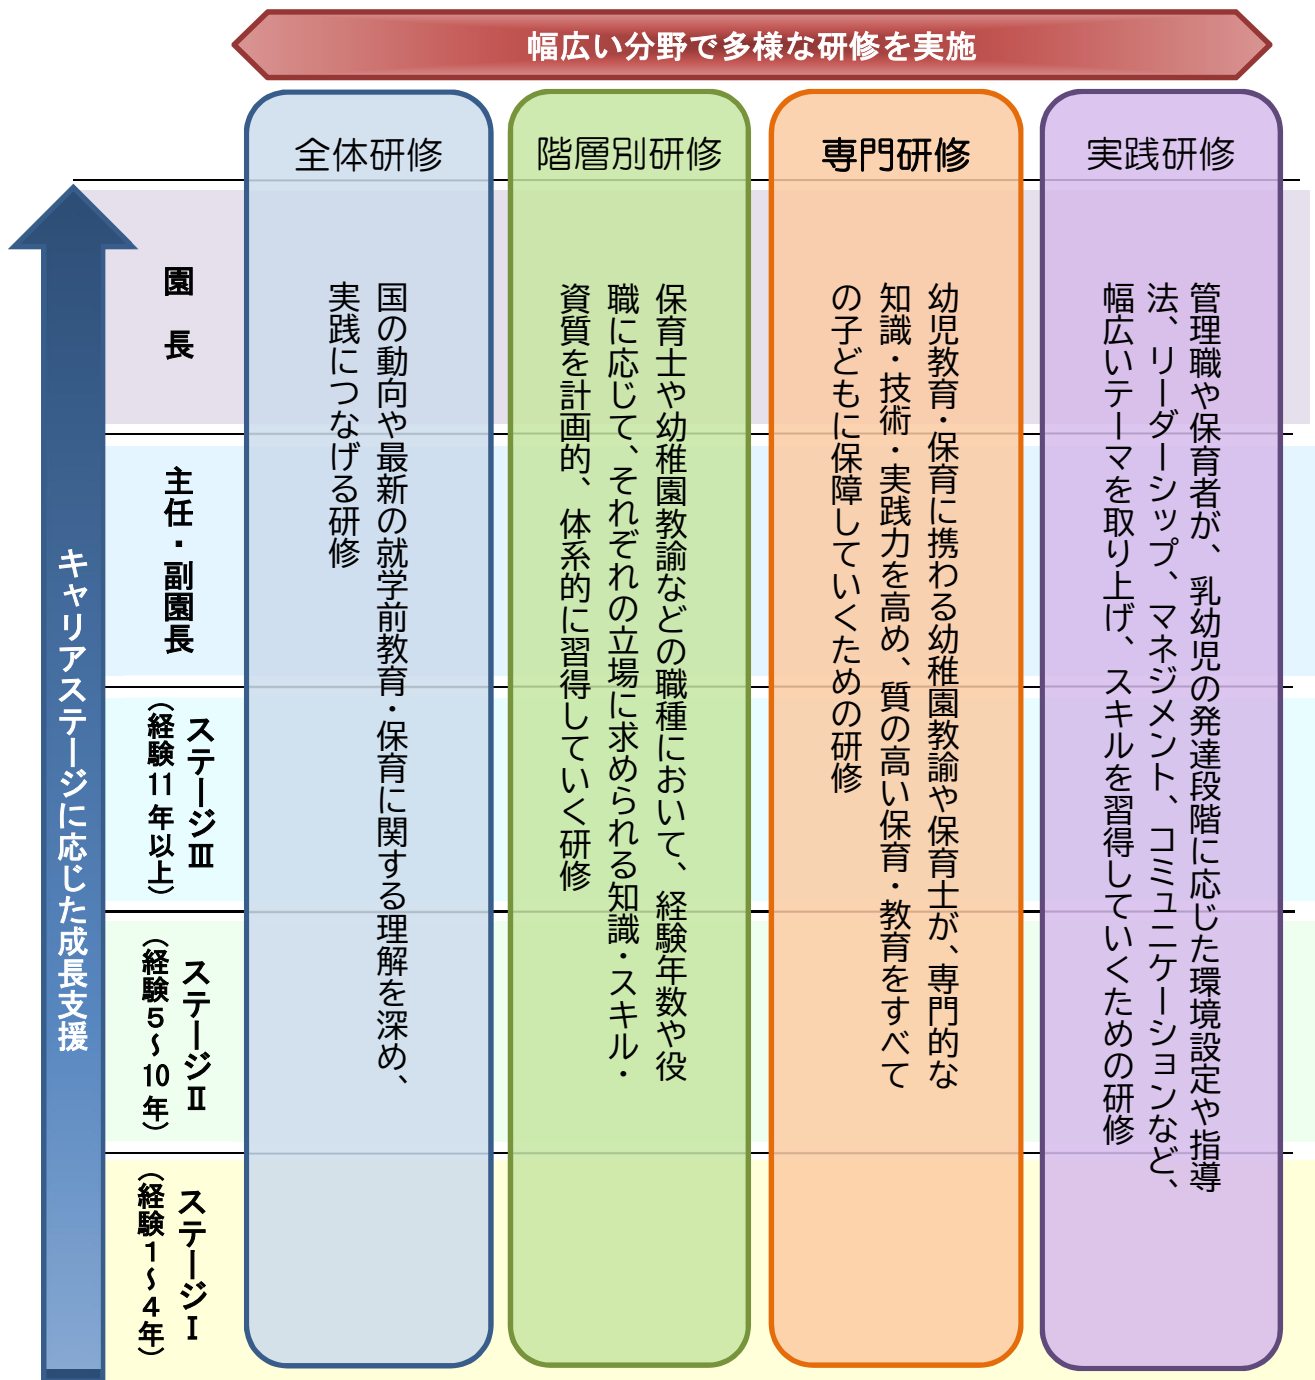 幅広い分野で多様な研修を実施
全体研修
階層別研修
専門研修
実践研修
キャリアステージに応じた成長支援
園長
主任・副園長
ステージⅢ
（経験11年以上）
ステージⅡ
（経験５～10年）
ステージⅠ
（経験１～４年）
国の動向や最新の就学前教育・保育に関する理解を深め、
実践につなげる研修
保育士や幼稚園教諭などの職種において、経験年数や役
職に応じて、それぞれの立場に求められる知識・スキル・
資質を計画的、体系的に習得していく研修
幼児教育・保育に携わる幼稚園教諭や保育士が、専門的な
知識・技術・実践力を高め、質の高い保育・教育をすべて
の子どもに保障していくための研修
管理職や保育者が、乳幼児の発達段階に応じた環境設定や指導
法、リーダーシップ、マネジメント、コミュニケーションなど、
幅広いテーマを取り上げ、スキルを習得していくための研修